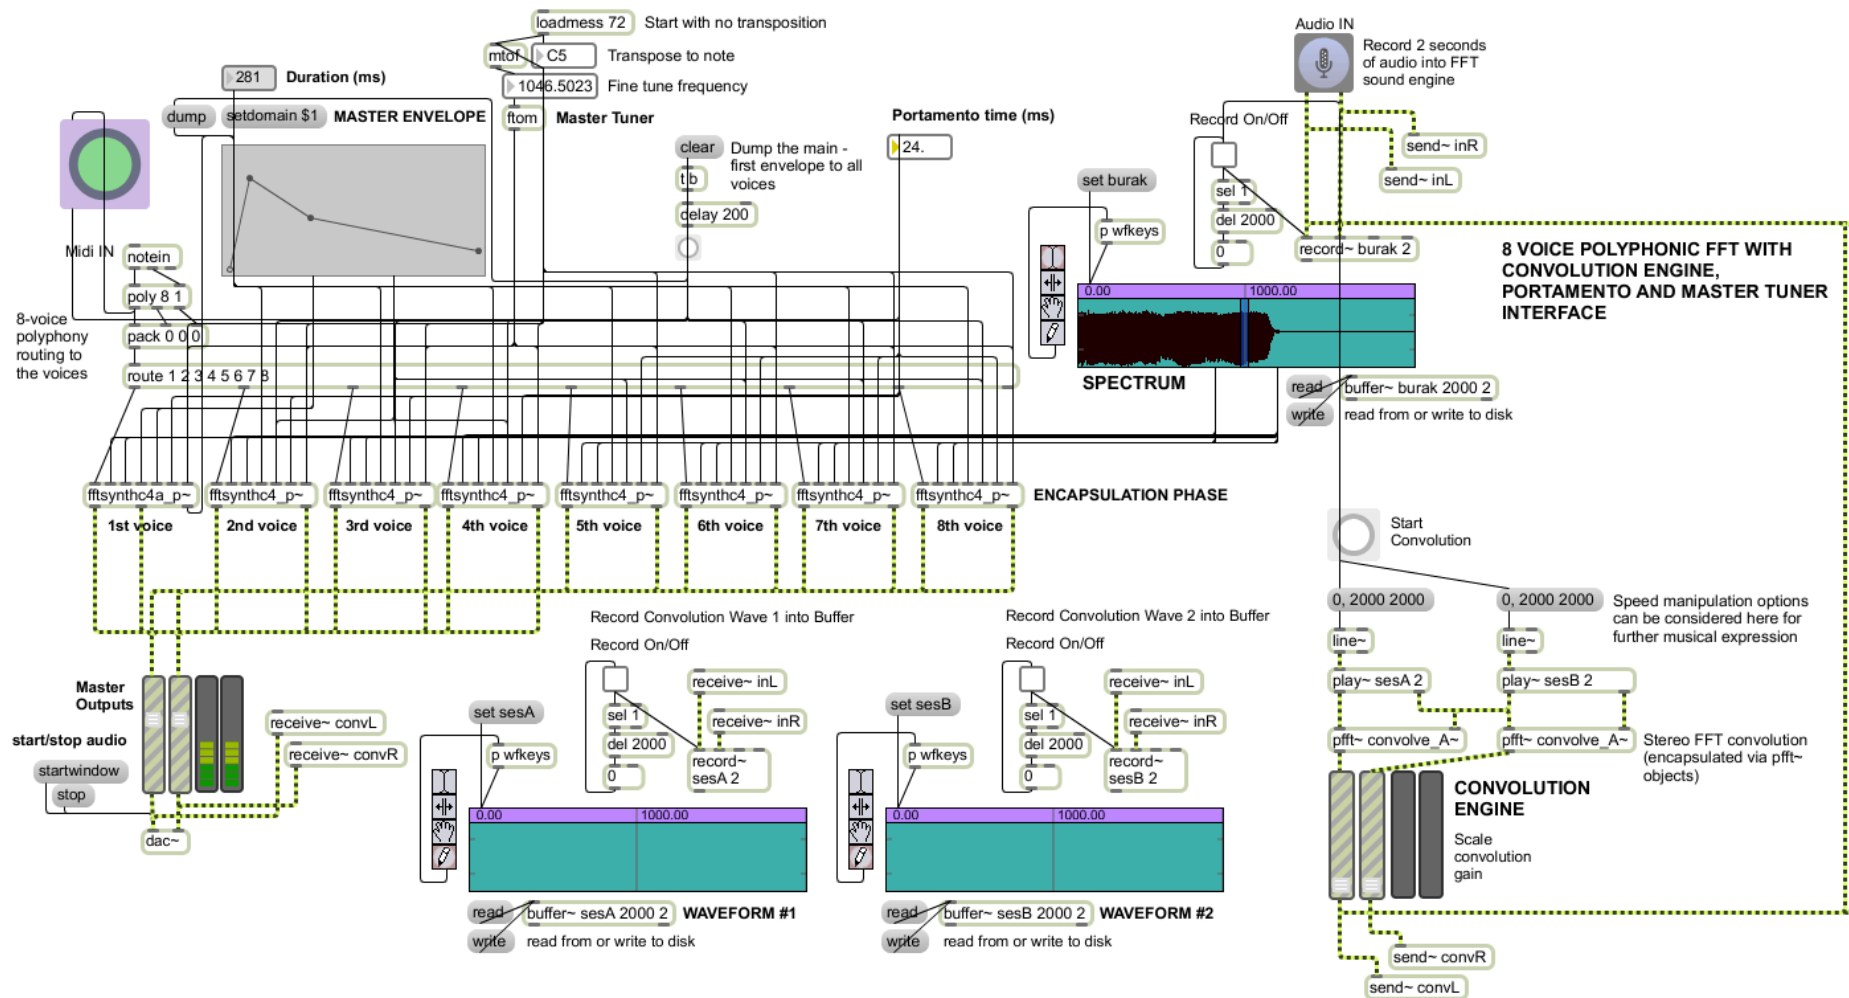 loadmess 72
Start with no transposition
mtof
C5
Transpose to note
1046.5023
Fine tune frequency
ftom
Master Tuner
281
Duration (ms)
dump
setdomain $1
MASTER ENVELOPE
clear
Dump the main -
first envelope to all
voices
t b
delay 200
Portamento time (ms)
24.
Audio IN
Record 2 seconds
of audio into FFT
sound engine
Record On/Off
send~ inR
send~ inL
sel 1
del 2000
0
record~ burak 2
set burak
p wfkeys
0.00
1000.00
SPECTRUM
read
write
buffer~ burak 2000 2
read from or write to disk
8 VOICE POLYPHONIC FFT WITH
CONVOLUTION ENGINE,
PORTAMENTO AND MASTER TUNER
INTERFACE
Midi IN
notein
poly 8 1
pack 0 0 0
8-voice
polyphony
routing to
the voices
route 1 2 3 4 5 6 7 8
fftsynthc4a_p~
fftsynthc4_p~
fftsynthc4_p~
fftsynthc4_p~
fftsynthc4_p~
fftsynthc4_p~
fftsynthc4_p~
fftsynthc4_p~
ENCAPSULATION PHASE
1st voice
2nd voice
3rd voice
4th voice
5th voice
6th voice
7th voice
8th voice
Start
Convolution
0, 2000 2000
0, 2000 2000
Speed manipulation options
can be considered here for
further musical expression
line~
line~
play~ sesA 2
play~ sesB 2
pfft~ convolve_A~
pfft~ convolve_A~
Stereo FFT convolution
(encapsulated via pfft~
objects)
CONVOLUTION
ENGINE
Scale
convolution
gain
send~ convR
send~ convL
Master
Outputs
start/stop audio
startwindow
stop
receive~ convL
receive~ convR
dac~
Record Convolution Wave 1 into Buffer
Record On/Off
receive~ inL
receive~ inR
sel 1
del 2000
0
record~
sesA 2
set sesA
p wfkeys
0.00
1000.00
read
write
buffer~ sesA 2000 2
WAVEFORM #1
read from or write to disk
Record Convolution Wave 2 into Buffer
Record On/Off
receive~ inL
receive~ inR
sel 1
del 2000
0
record~
sesB 2
set sesB
p wfkeys
0.00
1000.00
read
write
buffer~ sesB 2000 2
WAVEFORM #2
read from or write to disk